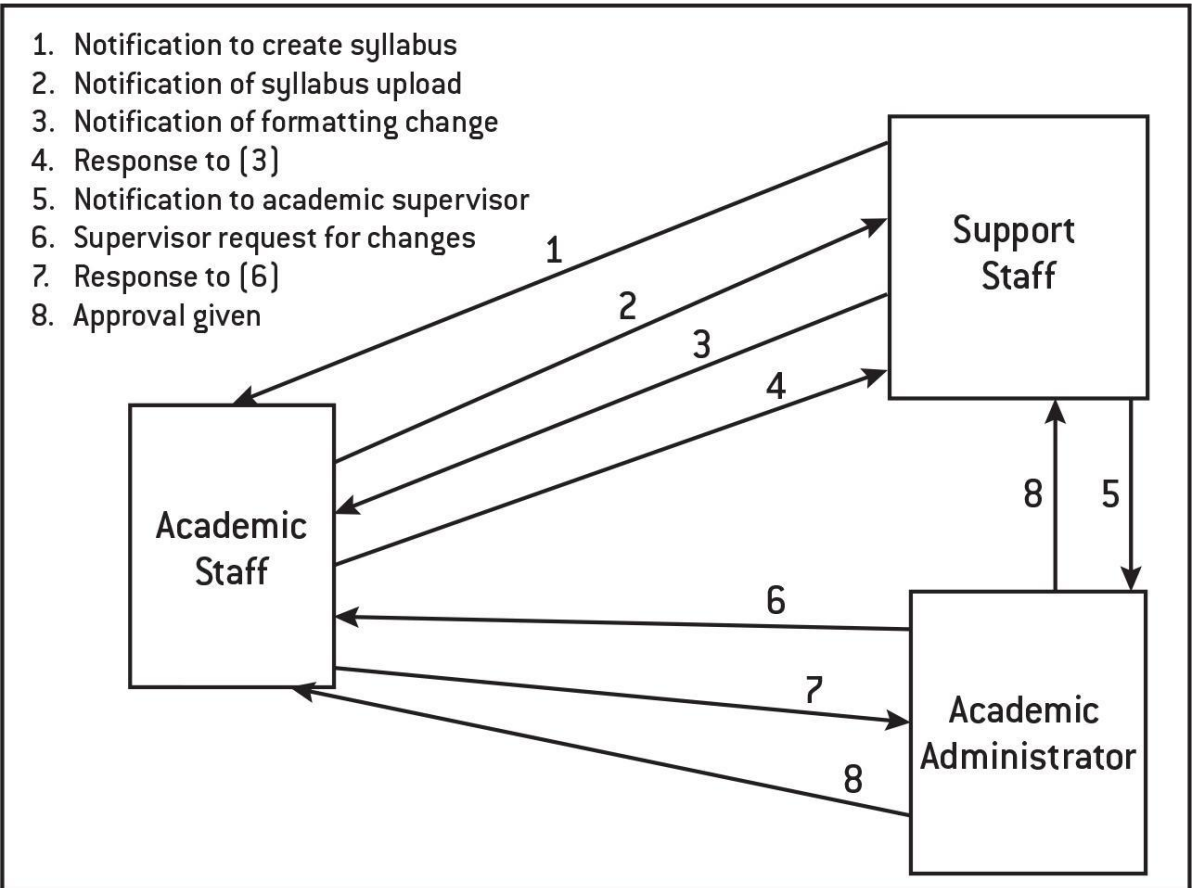 1. Notification to create syllabus
2. Notification of syllabus upload
3. Notification of formatting change
4. Response to (3)
5. Notification to academic supervisor
6. Supervisor request for changes
7. Response to (6)
8. Approval given
Support
Staff
1
2
3
4
Academic
Staff
8
5
6
7
8
Academic
Administrator